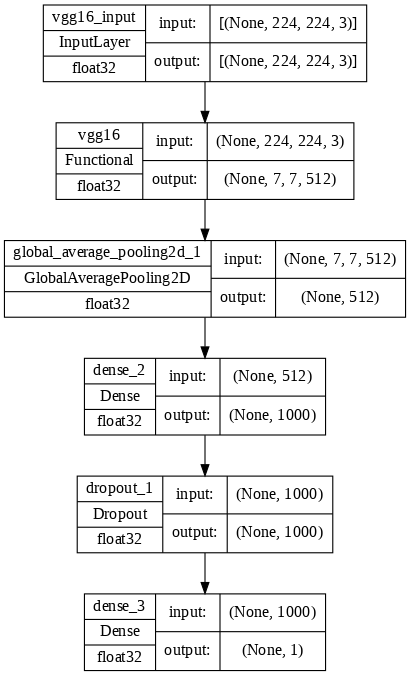 vgg16_input
InputLayer
float32
input:
[(None, 224, 224, 3)]
output:
[(None, 224, 224, 3)]
vgg16
Functional
float32
input:
(None, 224, 224, 3)
output:
(None, 7, 7, 512)
global_average_pooling2d_1
GlobalAveragePooling2D
float32
input:
(None, 7, 7, 512)
output:
(None, 512)
dense_2
Dense
float32
input:
(None, 512)
output:
(None, 1000)
dropout_1
Dropout
float32
input:
(None, 1000)
output:
(None, 1000)
dense_3
Dense
float32
input:
(None, 1000)
output:
(None, 1)